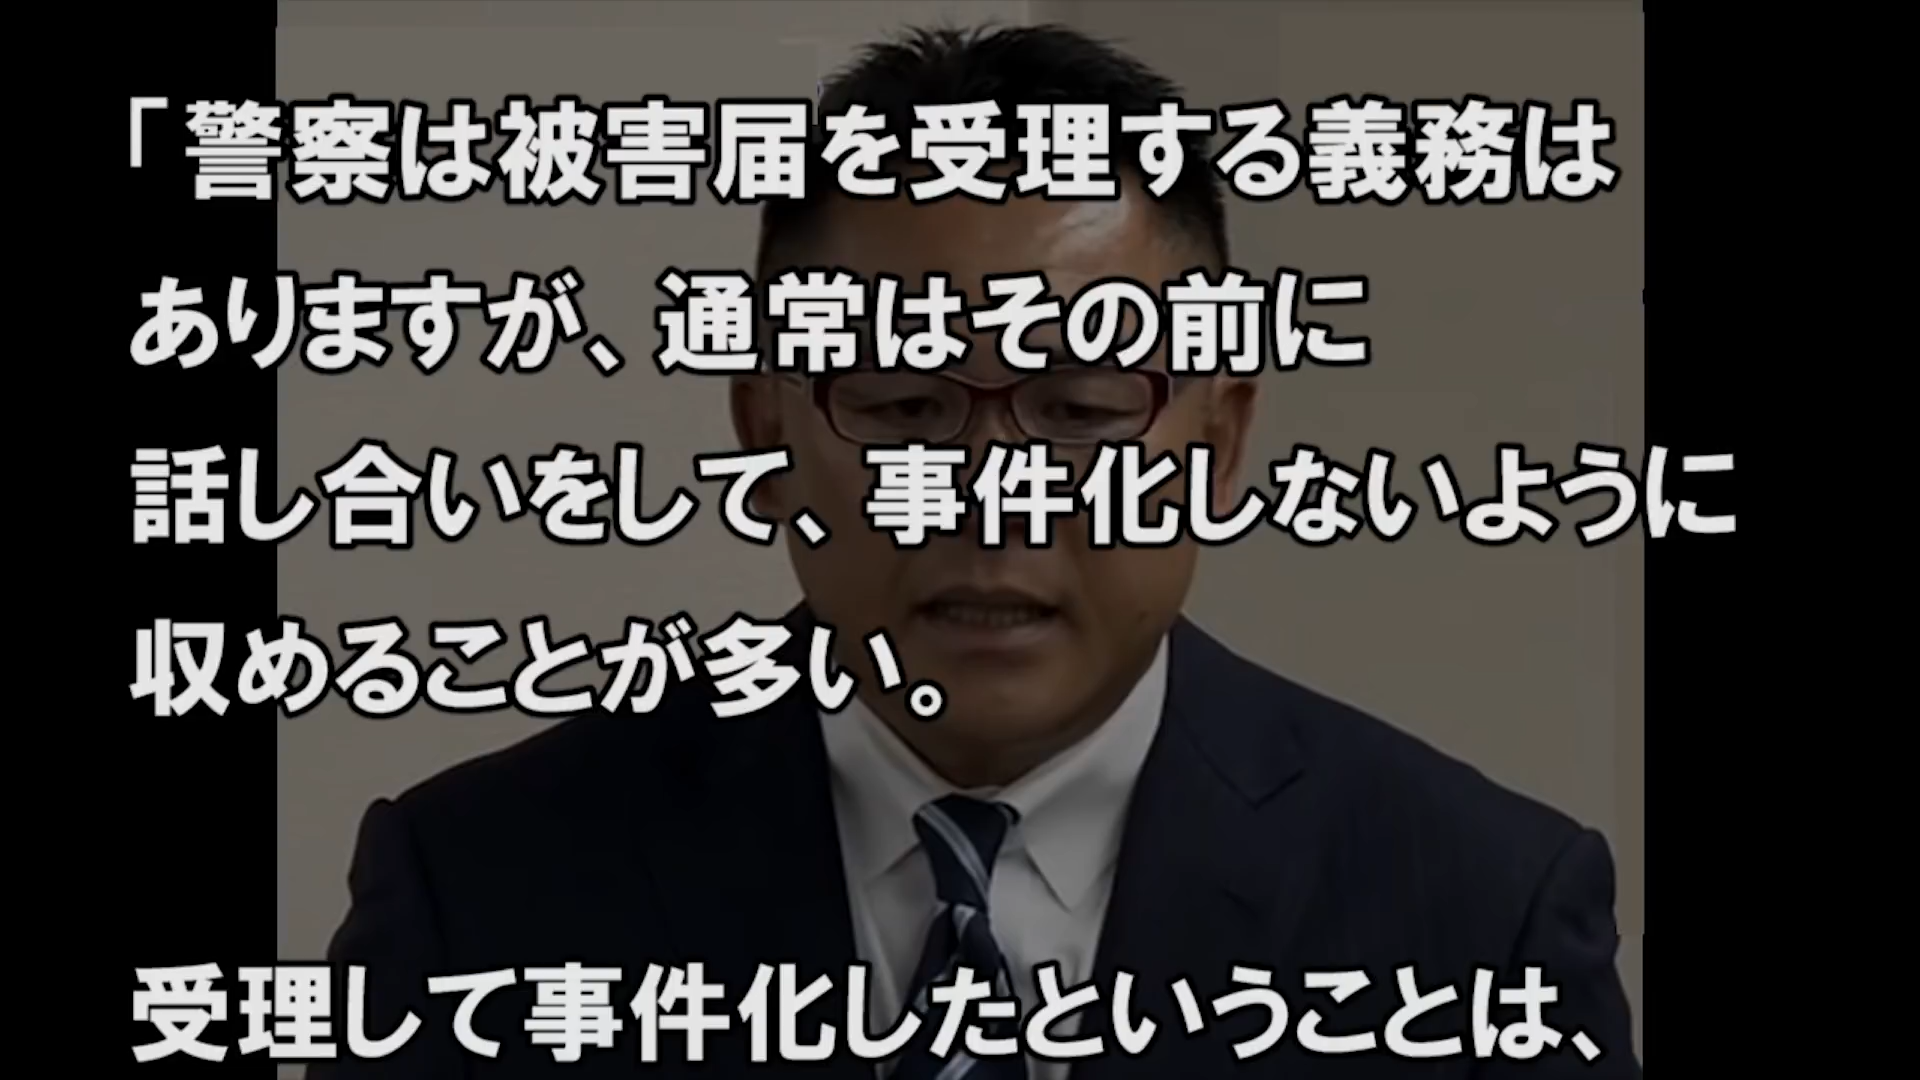 「警察は被害届を受理する義務は
ありますが、通常はその前に
話し合いをして、事件化しないように
収めることが多い。
受理して事件化したということは、